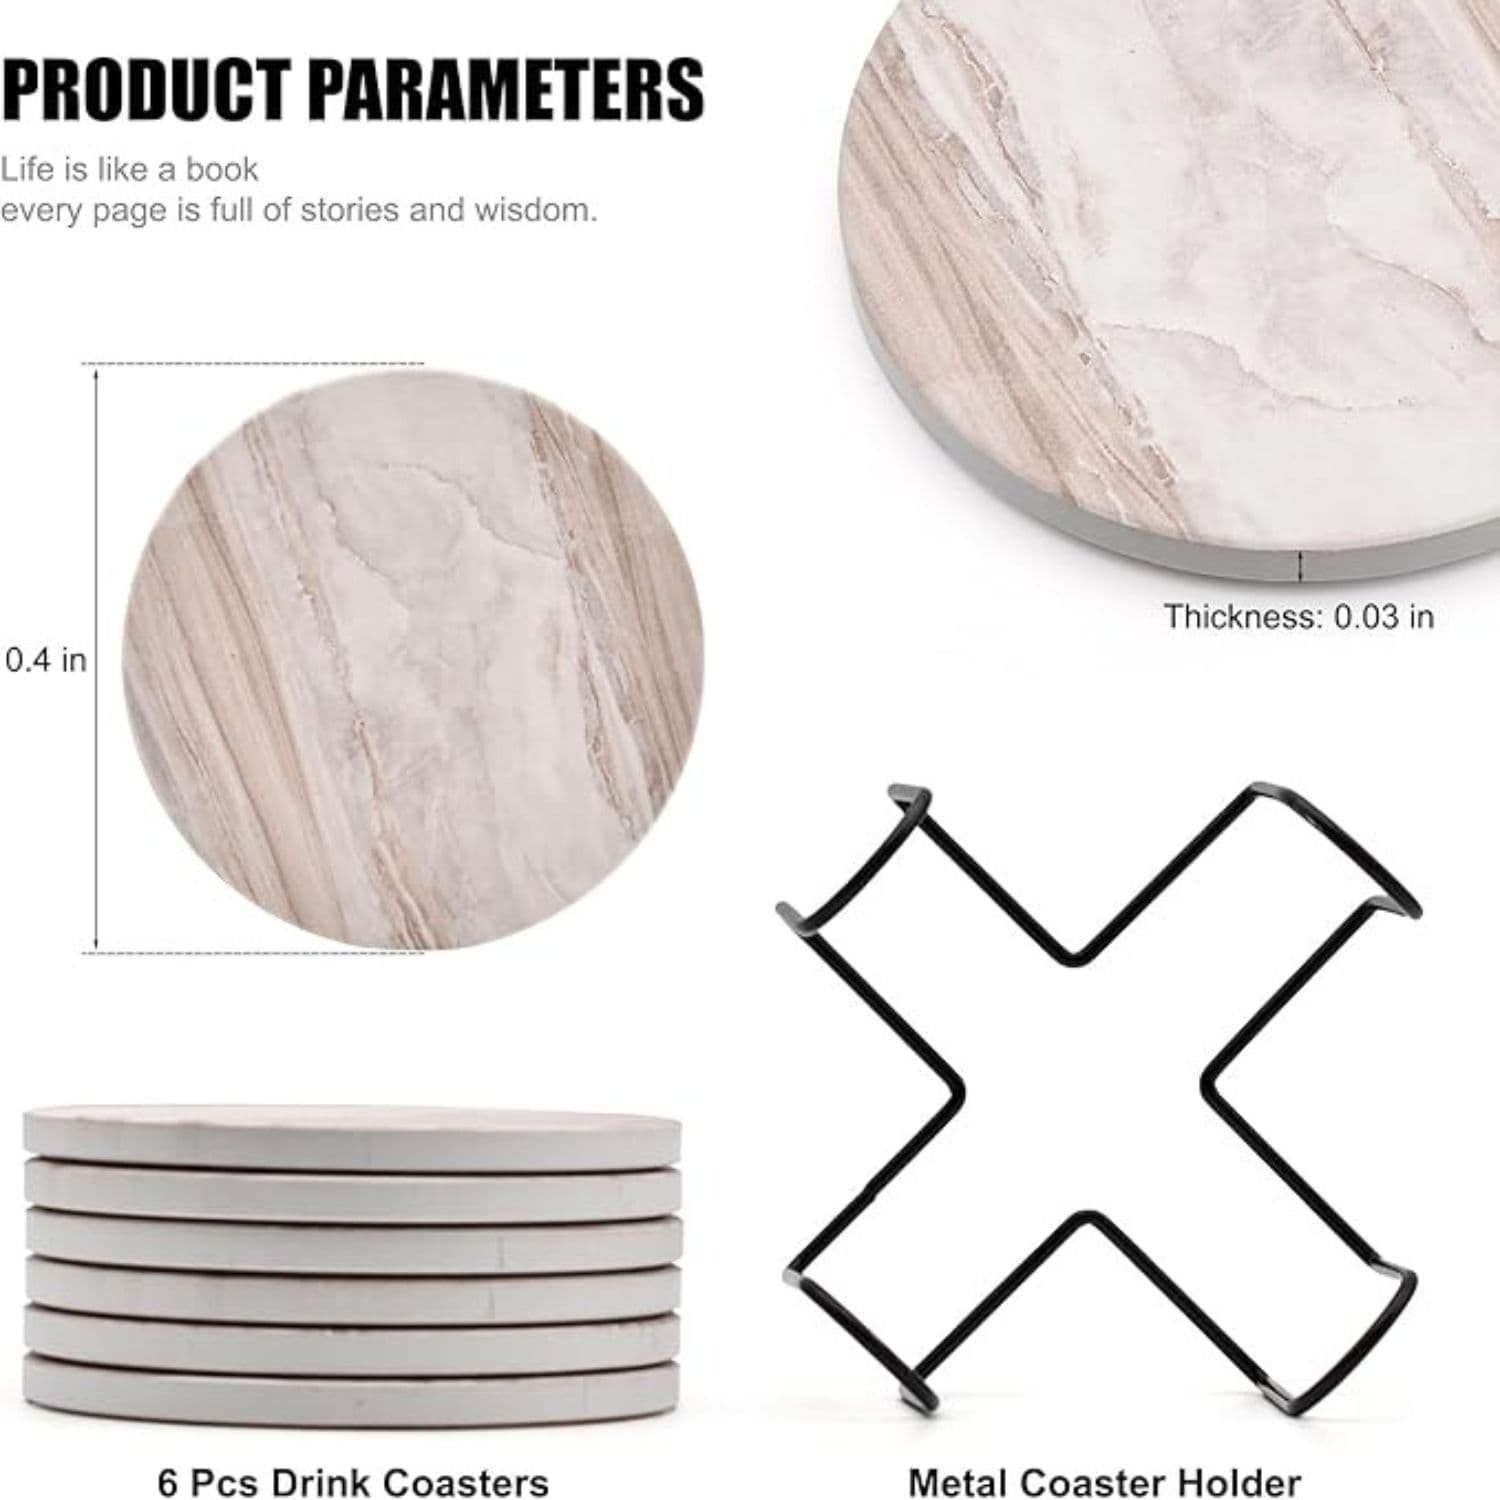 PRODUCT PARAMETERS
Life is like a book
every page is full of stories and wisdom.
0.4 in
Thickness: 0.03 in
6 Pcs Drink Coasters
Metal Coaster Holder